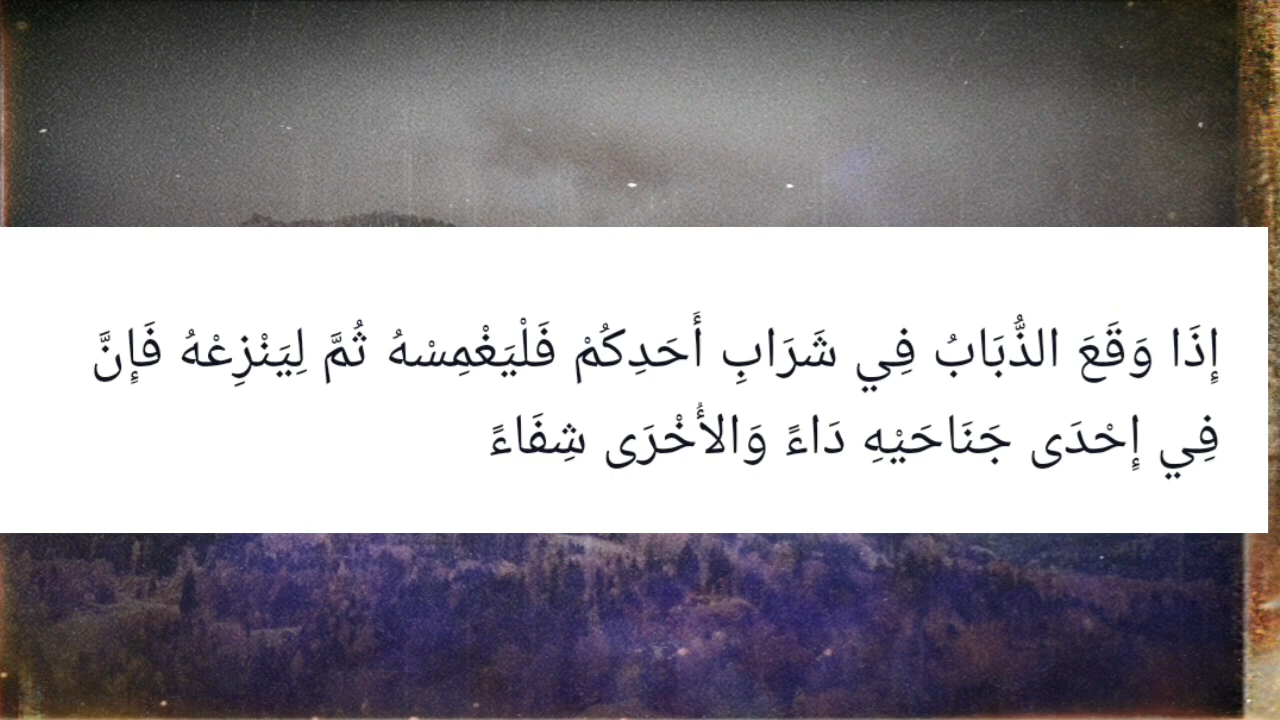 إِذَا وَقَعَ الذُّبَابُ فِي شَرَابِ أَحَدِكُمْ فَلْيَغْمِسْهُ ثُمَّ لِيَنْزِعْهُ فَإِنَّ
فِي إِحْدَى جَنَاحَيْهِ دَاءً وَالأُخْرَى شِفَاءً